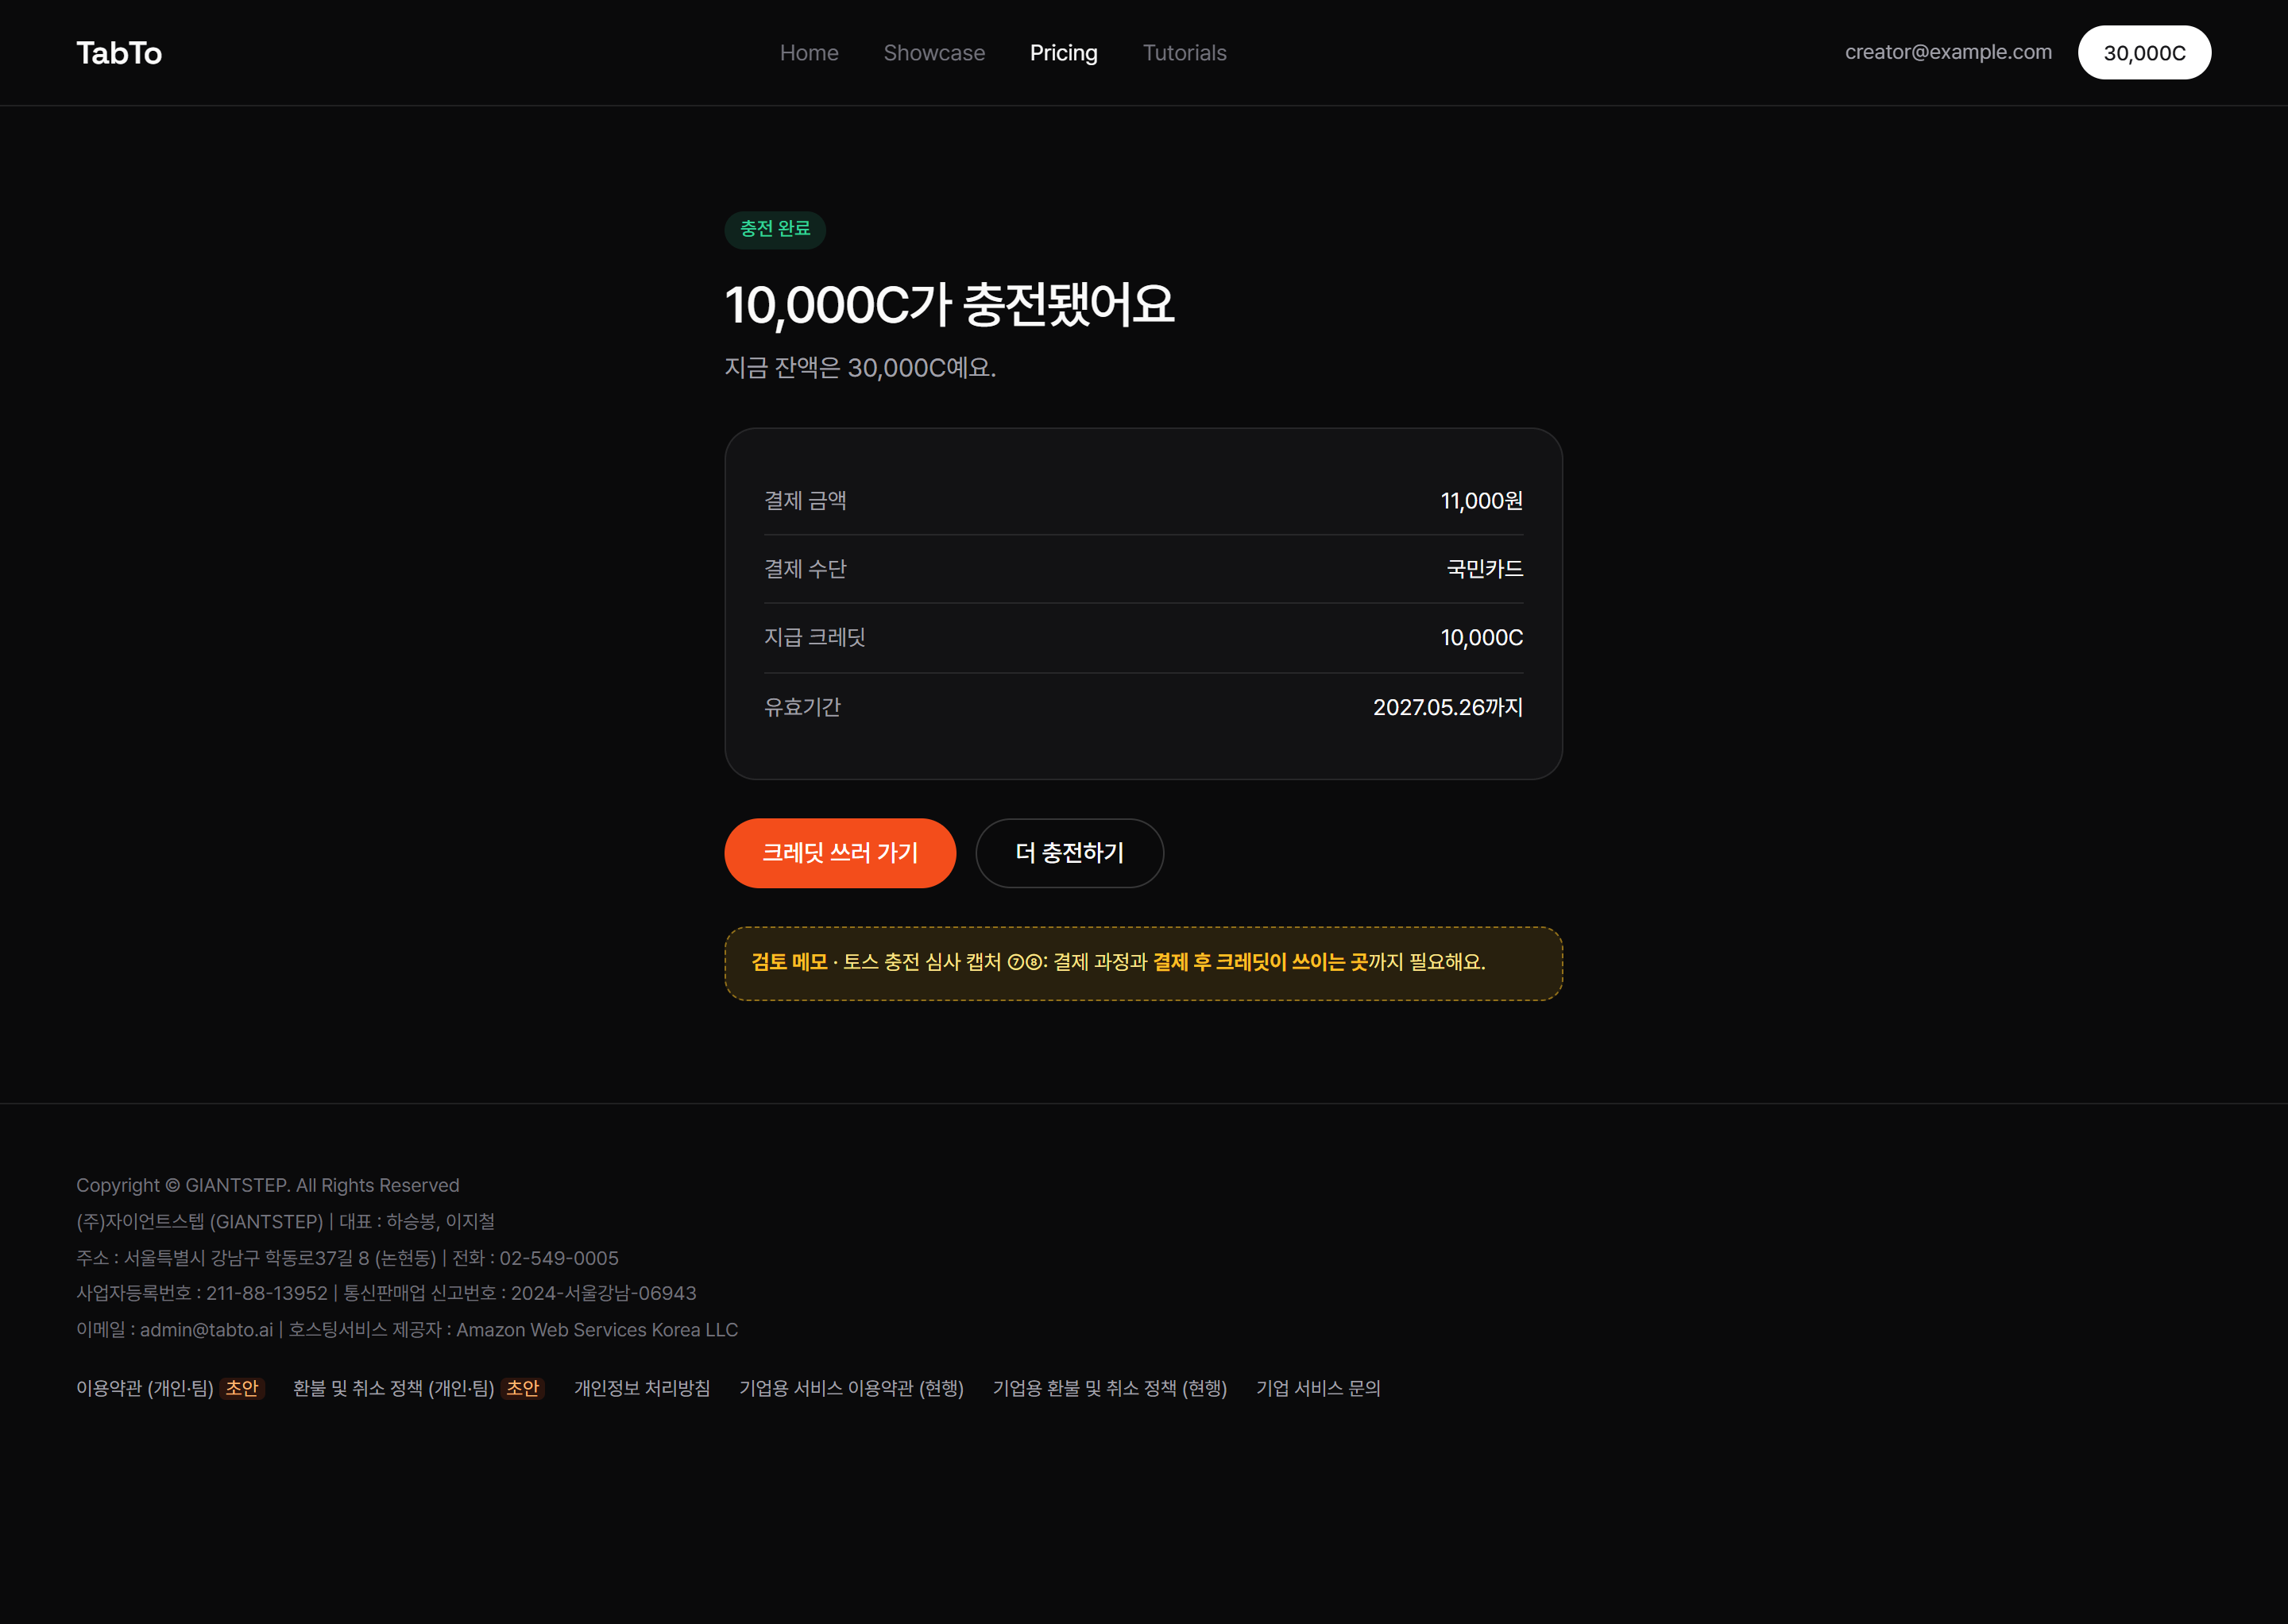 TabTo
Home Showcase Pricing Tutorials
creator@example.com 30,000C
충전 완료
10,000C가 충전됐어요
지금 잔액은 30,000C예요.
결제 금액 11,000원
결제 수단 국민카드
지급 크레딧 10,000C
유효기간 2027.05.26까지
크레딧 쓰러 가기 더 충전하기
검토 메모 · 토스 충전 심사 캡처 ⑦⑧: 결제 과정과 결제 후 크레딧이 쓰이는 곳까지 필요해요.
Copyright © GIANTSTEP. All Rights Reserved
(주)자이언트스텝 (GIANTSTEP) | 대표 : 하승봉, 이지철
주소 : 서울특별시 강남구 학동로37길 8 (논현동) | 전화 : 02-549-0005
사업자등록번호 : 211-88-13952 | 통신판매업 신고번호 : 2024-서울강남-06943
이메일 : admin@tabto.ai | 호스팅서비스 제공자 : Amazon Web Services Korea LLC
이용약관 (개인·팀) 초안 환불 및 취소 정책 (개인·팀) 초안 개인정보 처리방침 기업용 서비스 이용약관 (현행) 기업용 환불 및 취소 정책 (현행) 기업 서비스 문의